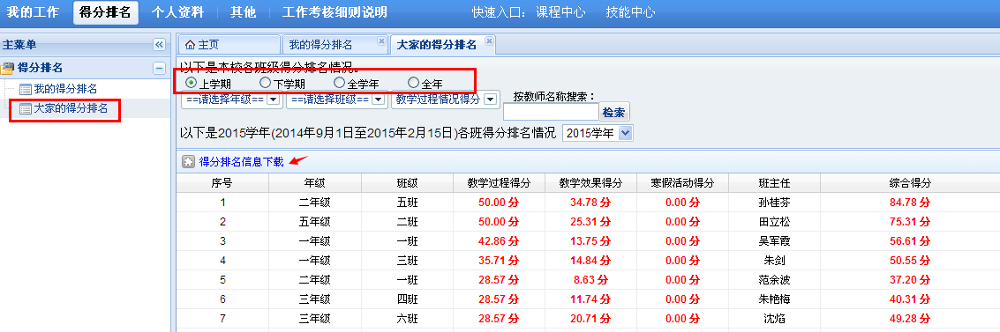 我的工作 得分排名 个人资料 其他 工作考核细则说明 快速入口: 课程中心 技能中心
主菜单
得分排名
我的得分排名
大家的得分排名
主页 我的得分排名 大家的得分排名
以下是本校各班级得分排名情况。
上学期 下学期 全学年 全年
==请选择年级== ==请选择班级== 教学过程情况得分 按教师名称搜索: 检索
以下是2015学年(2014年9月1日至2015年2月15日)各班得分排名情况 2015学年
得分排名信息下载
序号 年级 班级 教学过程得分 教学效果得分 寒假活动得分 班主任 综合得分
1 二年级 五班 50.00 分 34.78 分 0.00 分 孙桂芬 84.78 分
2 五年级 二班 50.00 分 25.31 分 0.00 分 田立松 75.31 分
3 一年级 一班 42.86 分 13.75 分 0.00 分 吴军霞 56.61 分
4 一年级 三班 35.71 分 14.84 分 0.00 分 朱剑 50.55 分
5 二年级 一班 28.57 分 8.63 分 0.00 分 范余波 37.20 分
6 三年级 四班 28.57 分 11.74 分 0.00 分 朱艳梅 40.31 分
7 三年级 六班 28.57 分 20.71 分 0.00 分 沈焰 49.28 分